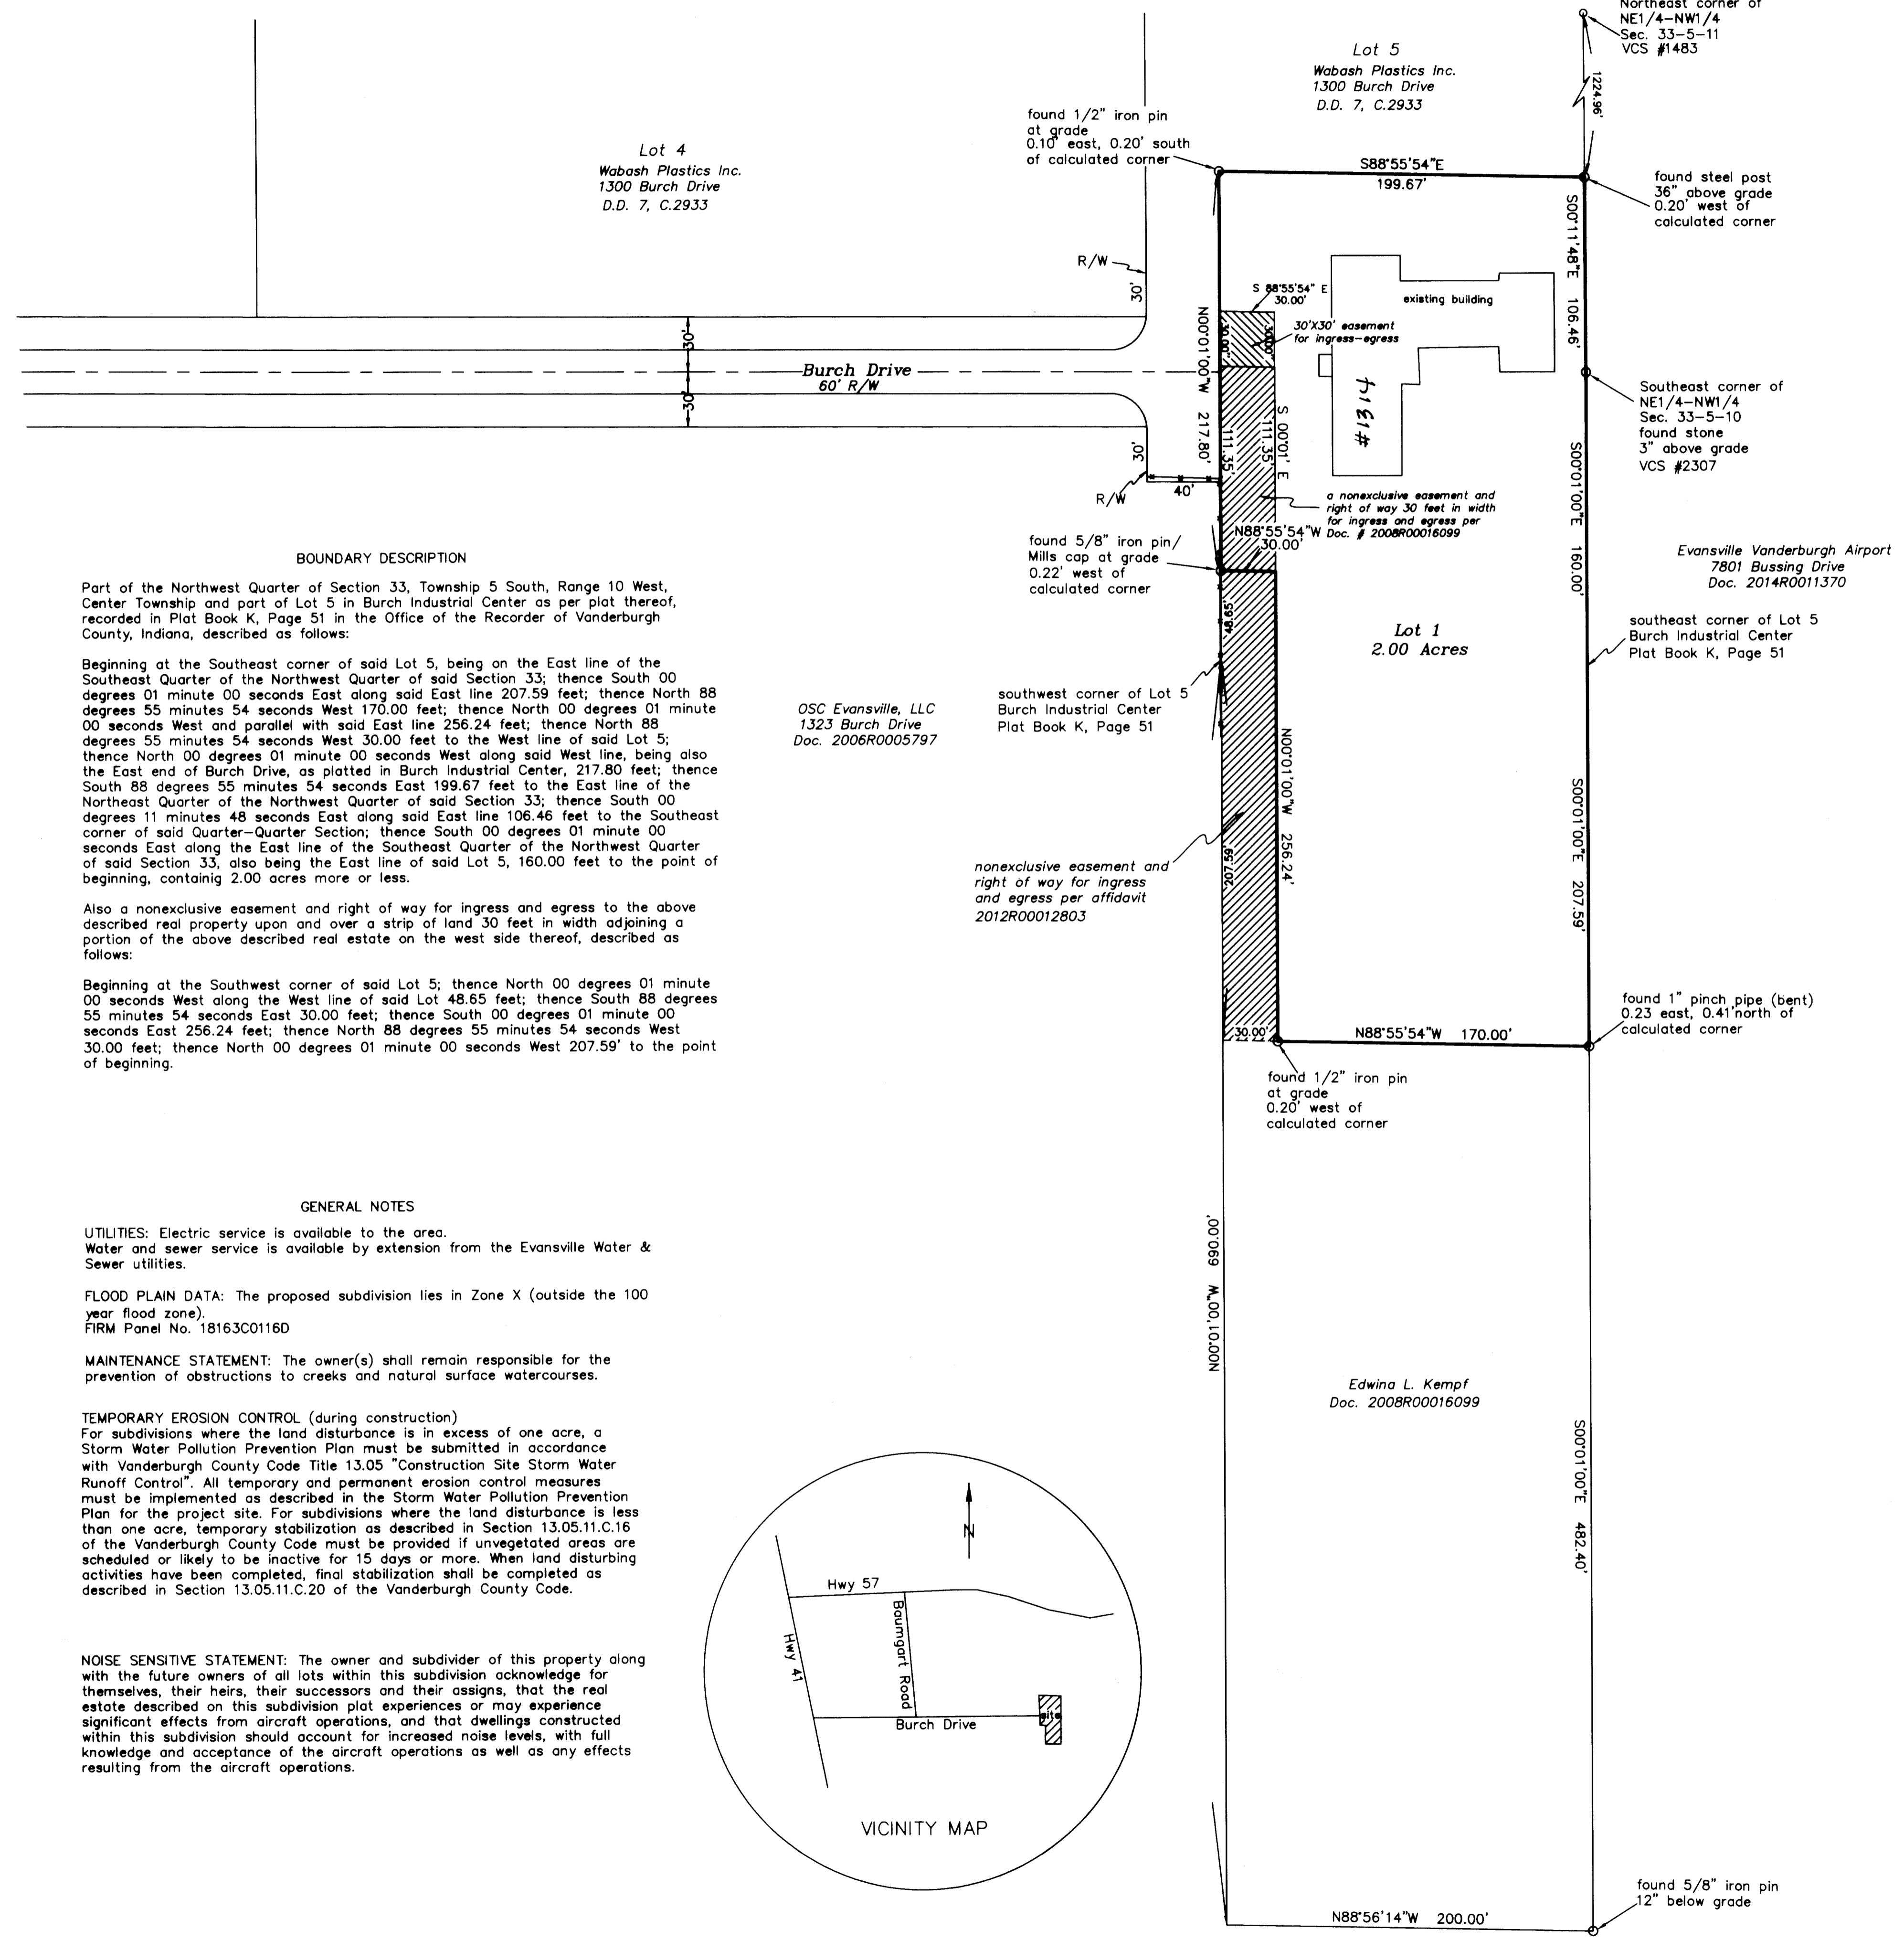 Northeast corner of
NE1/4-NW1/4
Sec. 33-5-11
VCS #1483
1224.96'
Lot 5
Wabash Plastics Inc.
1300 Burch Drive
D.D. 7, C.2933
Lot 4
Wabash Plastics Inc.
1300 Burch Drive
D.D. 7, C.2933
found 1/2" iron pin
at grade
0.10' east, 0.20' south
of calculated corner
S88°55'54"E
199.67'
found steel post
36" above grade
0.20' west of
calculated corner
S00°11'48"E 106.46'
R/W
30'
S 88°55'54" E
30.00'
existing building
30'X30' easement
for ingress-egress
30.00'
30.00'
N00°01'00"W 217.80'
30'
Burch Drive
60' R/W
30'
#1314
Southeast corner of
NE1/4-NW1/4
Sec. 33-5-10
found stone
3" above grade
VCS #2307
S 00°01' E
111.35'
111.35'
30'
R/W
40'
S00°01'00"E 160.00'
a nonexclusive easement and
right of way 30 feet in width
for ingress and egress per
Doc. # 2008R00016099
N88°55'54"W
30.00'
found 5/8" iron pin/
Mills cap at grade
0.22' west of
calculated corner
Evansville Vanderburgh Airport
7801 Bussing Drive
Doc. 2014R0011370
48.65'
Lot 1
2.00 Acres
southeast corner of Lot 5
Burch Industrial Center
Plat Book K, Page 51
southwest corner of Lot 5
Burch Industrial Center
Plat Book K, Page 51
OSC Evansville, LLC
1323 Burch Drive
Doc. 2006R0005797
N00°01'00"W 256.24'
S00°01'00"E 207.59'
207.59'
nonexclusive easement and
right of way for ingress
and egress per affidavit
2012R00012803
30.00'
N88°55'54"W 170.00'
found 1" pinch pipe (bent)
0.23 east, 0.41'north of
calculated corner
found 1/2" iron pin
at grade
0.20' west of
calculated corner
N00°01'00"W 690.00'
Edwina L. Kempf
Doc. 2008R00016099
S00°01'00"E 482.40'
N88°56'14"W 200.00'
found 5/8" iron pin
12" below grade
BOUNDARY DESCRIPTION
Part of the Northwest Quarter of Section 33, Township 5 South, Range 10 West,
Center Township and part of Lot 5 in Burch Industrial Center as per plat thereof,
recorded in Plat Book K, Page 51 in the Office of the Recorder of Vanderburgh
County, Indiana, described as follows:
Beginning at the Southeast corner of said Lot 5, being on the East line of the
Southeast Quarter of the Northwest Quarter of said Section 33; thence South 00
degrees 01 minute 00 seconds East along said East line 207.59 feet; thence North 88
degrees 55 minutes 54 seconds West 170.00 feet; thence North 00 degrees 01 minute
00 seconds West and parallel with said East line 256.24 feet; thence North 88
degrees 55 minutes 54 seconds West 30.00 feet to the West line of said Lot 5;
thence North 00 degrees 01 minute 00 seconds West along said West line, being also
the East end of Burch Drive, as platted in Burch Industrial Center, 217.80 feet; thence
South 88 degrees 55 minutes 54 seconds East 199.67 feet to the East line of the
Northeast Quarter of the Northwest Quarter of said Section 33; thence South 00
degrees 11 minutes 48 seconds East along said East line 106.46 feet to the Southeast
corner of said Quarter-Quarter Section; thence South 00 degrees 01 minute 00
seconds East along the East line of the Southeast Quarter of the Northwest Quarter
of said Section 33, also being the East line of said Lot 5, 160.00 feet to the point of
beginning, containig 2.00 acres more or less.
Also a nonexclusive easement and right of way for ingress and egress to the above
described real property upon and over a strip of land 30 feet in width adjoining a
portion of the above described real estate on the west side thereof, described as
follows:
Beginning at the Southwest corner of said Lot 5; thence North 00 degrees 01 minute
00 seconds West along the West line of said Lot 48.65 feet; thence South 88 degrees
55 minutes 54 seconds East 30.00 feet; thence South 00 degrees 01 minute 00
seconds East 256.24 feet; thence North 88 degrees 55 minutes 54 seconds West
30.00 feet; thence North 00 degrees 01 minute 00 seconds West 207.59' to the point
of beginning.
GENERAL NOTES
UTILITIES: Electric service is available to the area.
Water and sewer service is available by extension from the Evansville Water &
Sewer utilities.
FLOOD PLAIN DATA: The proposed subdivision lies in Zone X (outside the 100
year flood zone).
FIRM Panel No. 18163C0116D
MAINTENANCE STATEMENT: The owner(s) shall remain responsible for the
prevention of obstructions to creeks and natural surface watercourses.
TEMPORARY EROSION CONTROL (during construction)
For subdivisions where the land disturbance is in excess of one acre, a
Storm Water Pollution Prevention Plan must be submitted in accordance
with Vanderburgh County Code Title 13.05 "Construction Site Storm Water
Runoff Control". All temporary and permanent erosion control measures
must be implemented as described in the Storm Water Pollution Prevention
Plan for the project site. For subdivisions where the land disturbance is less
than one acre, temporary stabilization as described in Section 13.05.11.C.16
of the Vanderburgh County Code must be provided if unvegetated areas are
scheduled or likely to be inactive for 15 days or more. When land disturbing
activities have been completed, final stabilization shall be completed as
described in Section 13.05.11.C.20 of the Vanderburgh County Code.
NOISE SENSITIVE STATEMENT: The owner and subdivider of this property along
with the future owners of all lots within this subdivision acknowledge for
themselves, their heirs, their successors and their assigns, that the real
estate described on this subdivision plat experiences or may experience
significant effects from aircraft operations, and that dwellings constructed
within this subdivision should account for increased noise levels, with full
knowledge and acceptance of the aircraft operations as well as any effects
resulting from the aircraft operations.
N
Hwy 57
Baumgart Road
Hwy 41
site
Burch Drive
VICINITY MAP